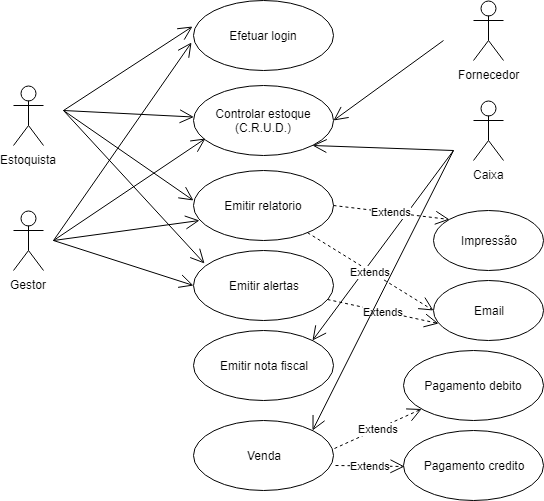 Efetuar login
Fornecedor
Controlar estoque
(C.R.U.D.)
Estoquista
Caixa
Emitir relatorio
Extends
Impressão
Gestor
Extends
Emitir alertas
Extends
Email
Emitir nota fiscal
Pagamento debito
Extends
Venda
Extends
Pagamento credito